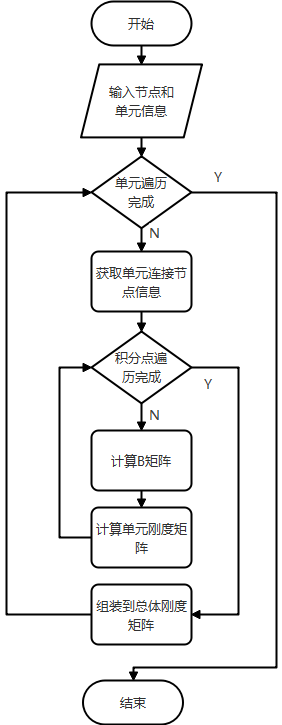 开始
输入节点和
单元信息
单元遍历
完成
Y
N
获取单元连接节
点信息
积分点遍
历完成
Y
N
计算B矩阵
计算单元刚度矩
阵
组装到总体刚度
矩阵
结束